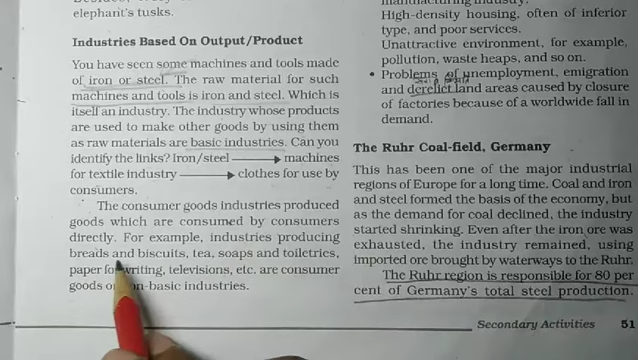 elephant's tusks.
Industries Based On Output/Product
You have seen some machines and tools made
of iron or steel. The raw material for such
machines and tools is iron and steel. Which is
itself an industry. The industry whose products
are used to make other goods by using them
as raw materials are basic industries. Can you
identify the links? Iron/steel → machines
for textile industry → clothes for use by
consumers.
The consumer goods industries produced
goods which are consumed by consumers
directly. For example, industries producing
breads and biscuits, tea, soaps and toiletries,
paper for writing, televisions, etc. are consumer
goods or non-basic industries.
High-density housing, often of inferior
type, and poor services.
Unattractive environment, for example,
pollution, waste heaps, and so on.
• Problems of unemployment, emigration
and derelict land areas caused by closure
of factories because of a worldwide fall in
demand.
The Ruhr Coal-field, Germany
This has been one of the major industrial
regions of Europe for a long time. Coal and iron
and steel formed the basis of the economy, but
as the demand for coal declined, the industry
started shrinking. Even after the iron ore was
exhausted, the industry remained, using
imported ore brought by waterways to the Ruhr.
The Ruhr region is responsible for 80 per
cent of Germany's total steel production.
Secondary Activities 51